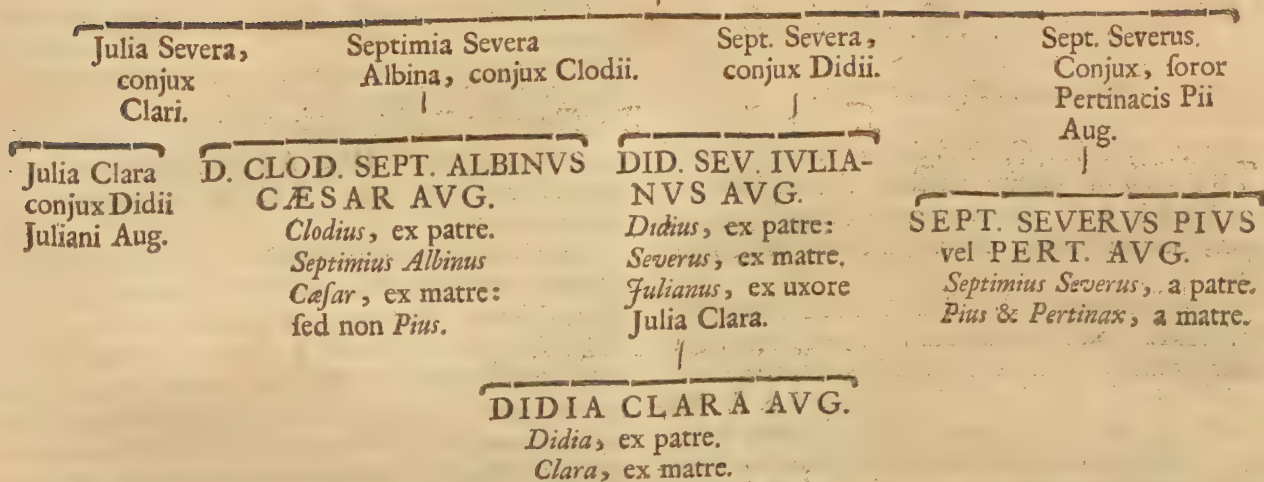 Julia Severa,
conjux
Clari.
Septimia Severa
Albina, conjux Clodii.
Sept. Severa,
conjux Didii.
Sept. Severus.
Conjux, ſoror
Pertinacis Pii
Aug.
Julia Clara
conjux Didii
Juliani Aug.
D. CLOD. SEPT. ALBINVS
CÆSAR AVG.
Clodius, ex patre.
Septimius Albinus
Cæſar, ex matre:
ſed non Pius.
DID. SEV. IVLIA-
NVS AVG.
Didius, ex patre:
Severus, ex matre.
Julianus, ex uxore
Julia Clara.
SEPT. SEVERVS PIVS
vel PERT. AVG.
Septimius Severus, a patre.
Pius & Pertinax, a matre.
DIDIA CLARA AVG.
Didia, ex patre.
Clara, ex matre.